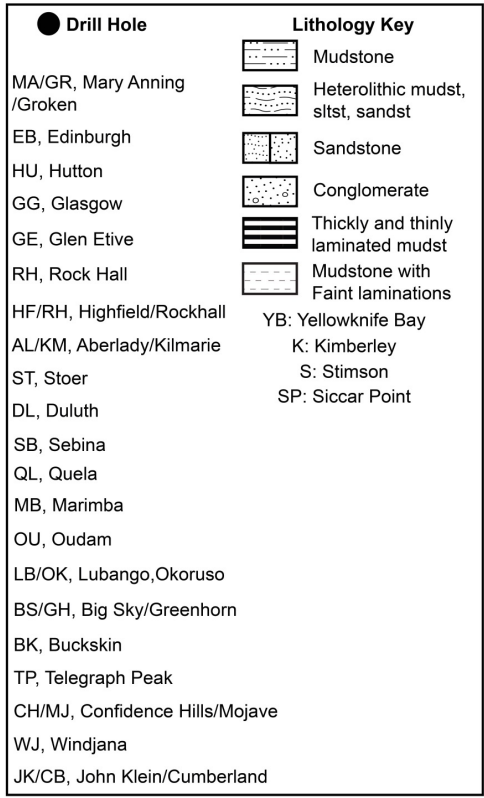 Drill Hole
MA/GR, Mary Anning
/Groken
EB, Edinburgh
HU, Hutton
GG, Glasgow
GE, Glen Etive
RH, Rock Hall
HF/RH, Highfield/Rockhall
AL/KM, Aberlady/Kilmarie
ST, Stoer
DL, Duluth
SB, Sebina
QL, Quela
MB, Marimba
OU, Oudam
LB/OK, Lubango,Okoruso
BS/GH, Big Sky/Greenhorn
BK, Buckskin
TP, Telegraph Peak
CH/MJ, Confidence Hills/Mojave
WJ, Windjana
JK/CB, John Klein/Cumberland
Lithology Key
Mudstone
Heterolithic mudst,
sltst, sandst
Sandstone
Conglomerate
Thickly and thinly
laminated mudst
Mudstone with
Faint laminations
YB: Yellowknife Bay
K: Kimberley
S: Stimson
SP: Siccar Point